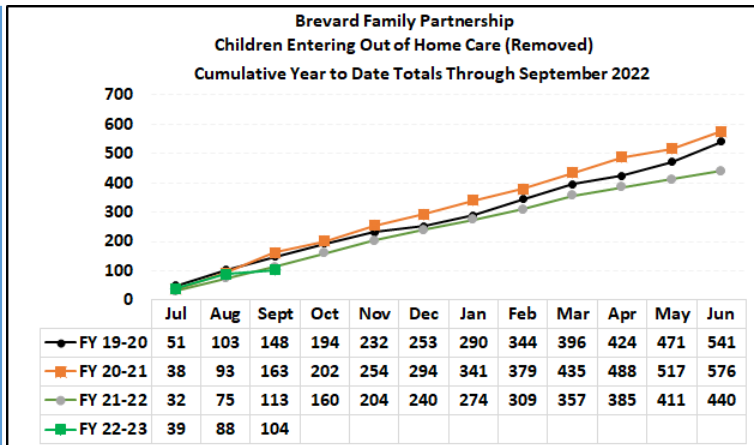 Brevard Family Partnership
Children Entering Out of Home Care (Removed)
Cumulative Year to Date Totals Through September 2022
700
600
500
400
300
200
100
0
Jul Aug Sept Oct Nov Dec Jan Feb Mar Apr May Jun
FY 19-20 51 103 148 194 232 253 290 344 396 424 471 541
FY 20-21 38 93 163 202 254 294 341 379 435 488 517 576
FY 21-22 32 75 113 160 204 240 274 309 357 385 411 440
FY 22-23 39 88 104